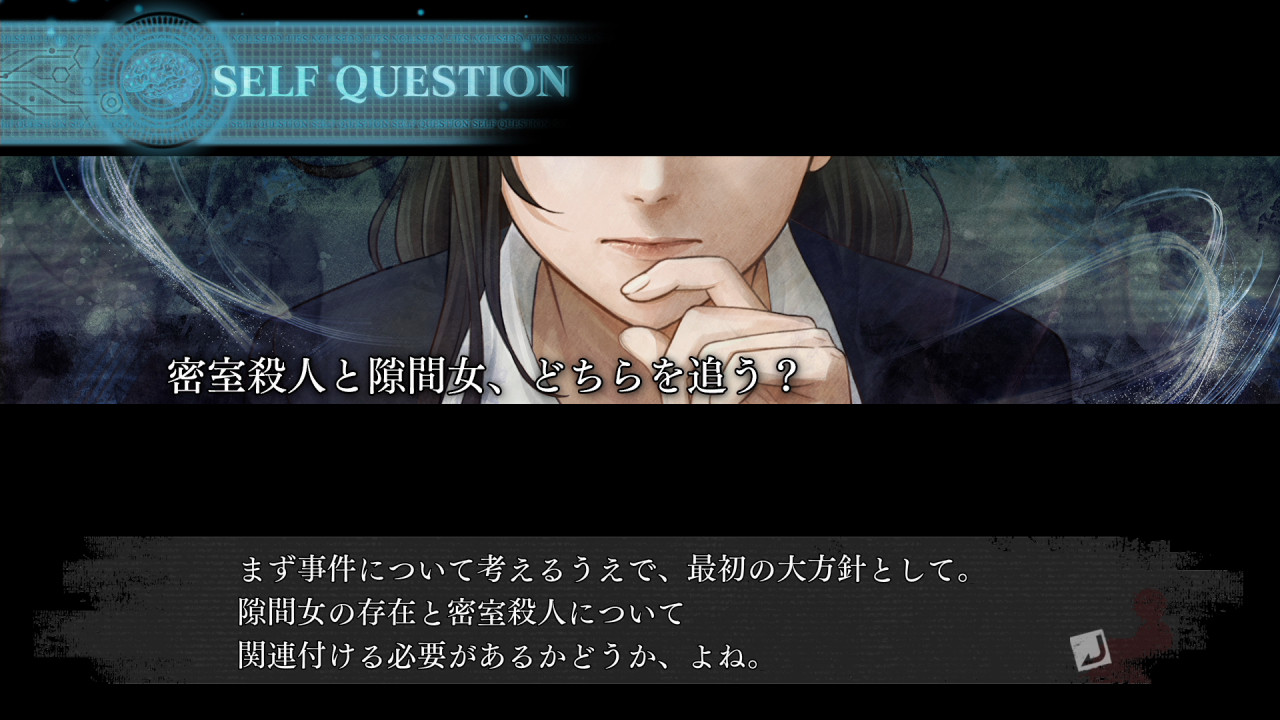 SELF QUESTION
密室殺人と隙間女、どちらを追う？
まず事件について考えるうえで、最初の大方針として。
隙間女の存在と密室殺人について
関連付ける必要があるかどうか、よね。